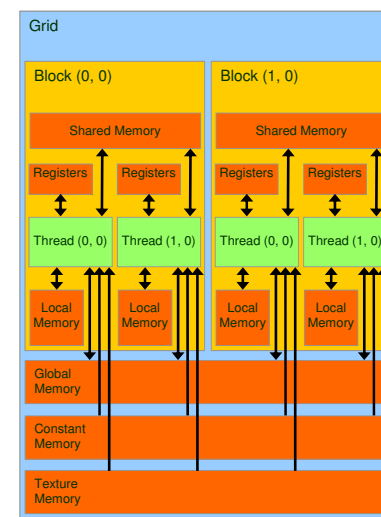 Grid
Block (0, 0)
Block (1, 0)
Shared Memory
Shared Memory
Registers
Registers
Registers
Registers
Thread (0, 0)
Thread (1, 0)
Thread (0, 0)
Thread (1, 0)
Local
Memory
Local
Memory
Local
Memory
Local
Memory
Global
Memory
Constant
Memory
Texture
Memory